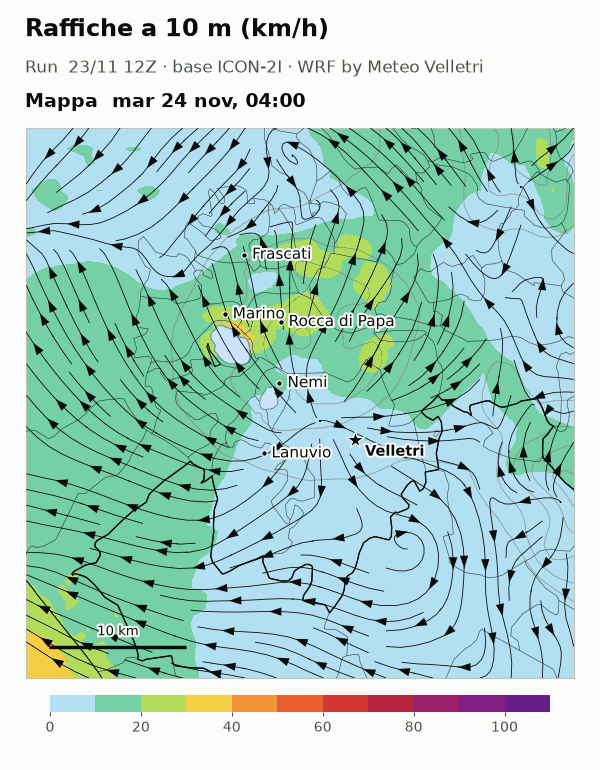 Raffiche a 10 m (km/h)
Run 23/11 12Z · base ICON-2I · WRF by Meteo Velletri
Mappa mar 24 nov, 04:00
Frascati
Marino
Rocca di Papa
Nemi
Velletri
Lanuvio
10 km
0 20 40 60 80 100